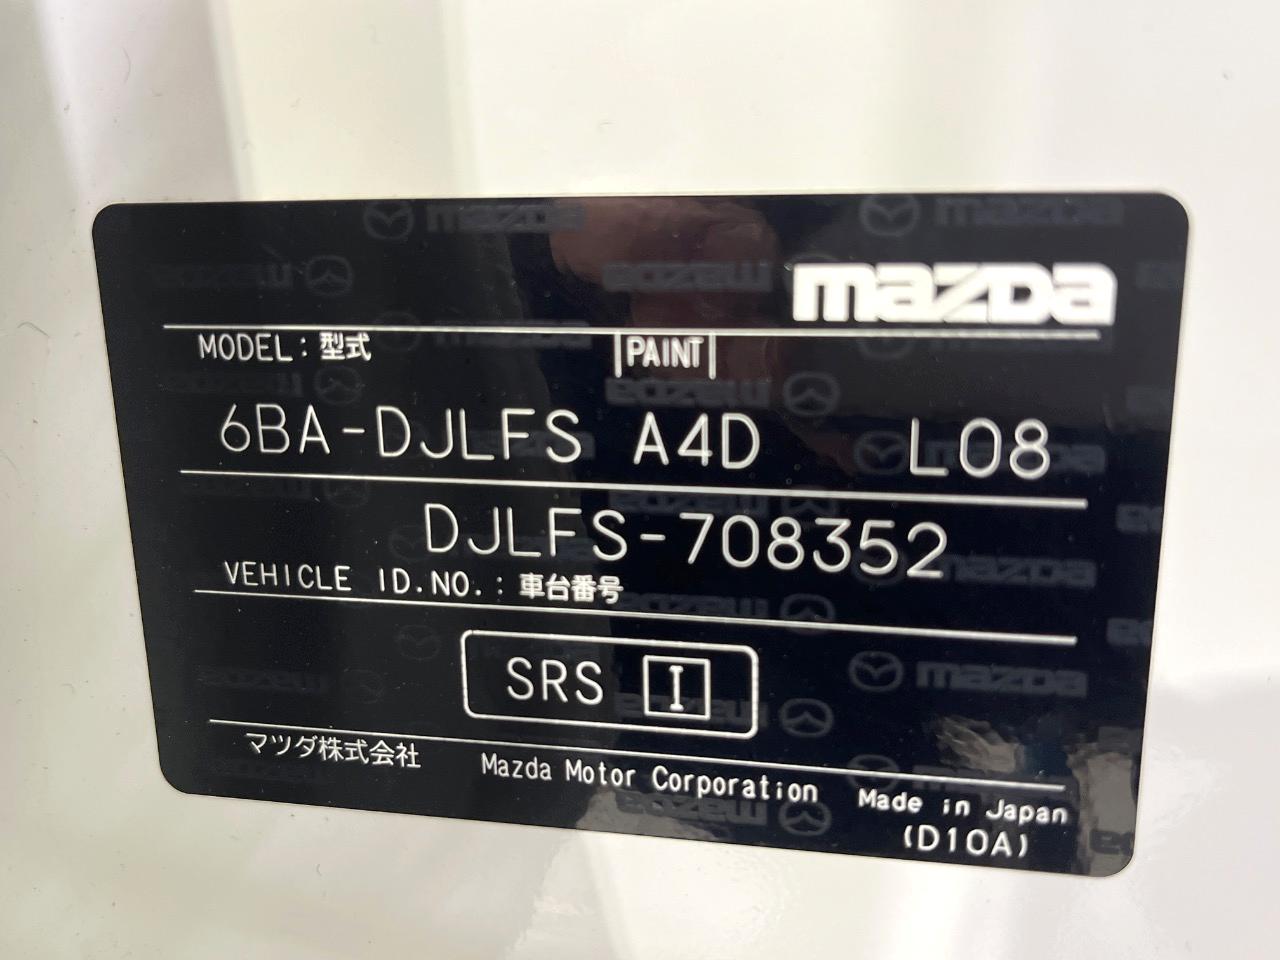 mazda
MODEL:型式 PAINT
6BA-DJLFS A4D L08
DJLFS-708352
VEHICLE ID.NO.:車台番号
SRS I
マツダ株式会社 Mazda Motor Corporation Made in Japan
(D10A)